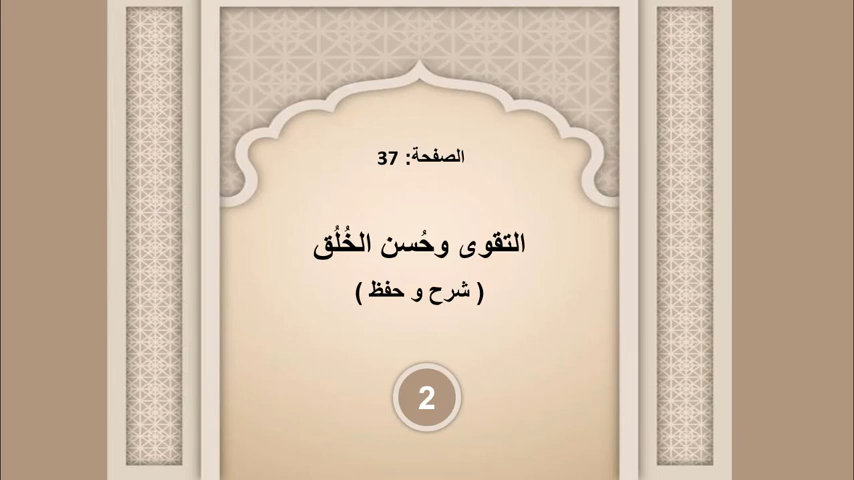 الصفحة: 37
التقوى وحُسن الخُلُق
( شرح و حفظ )
2